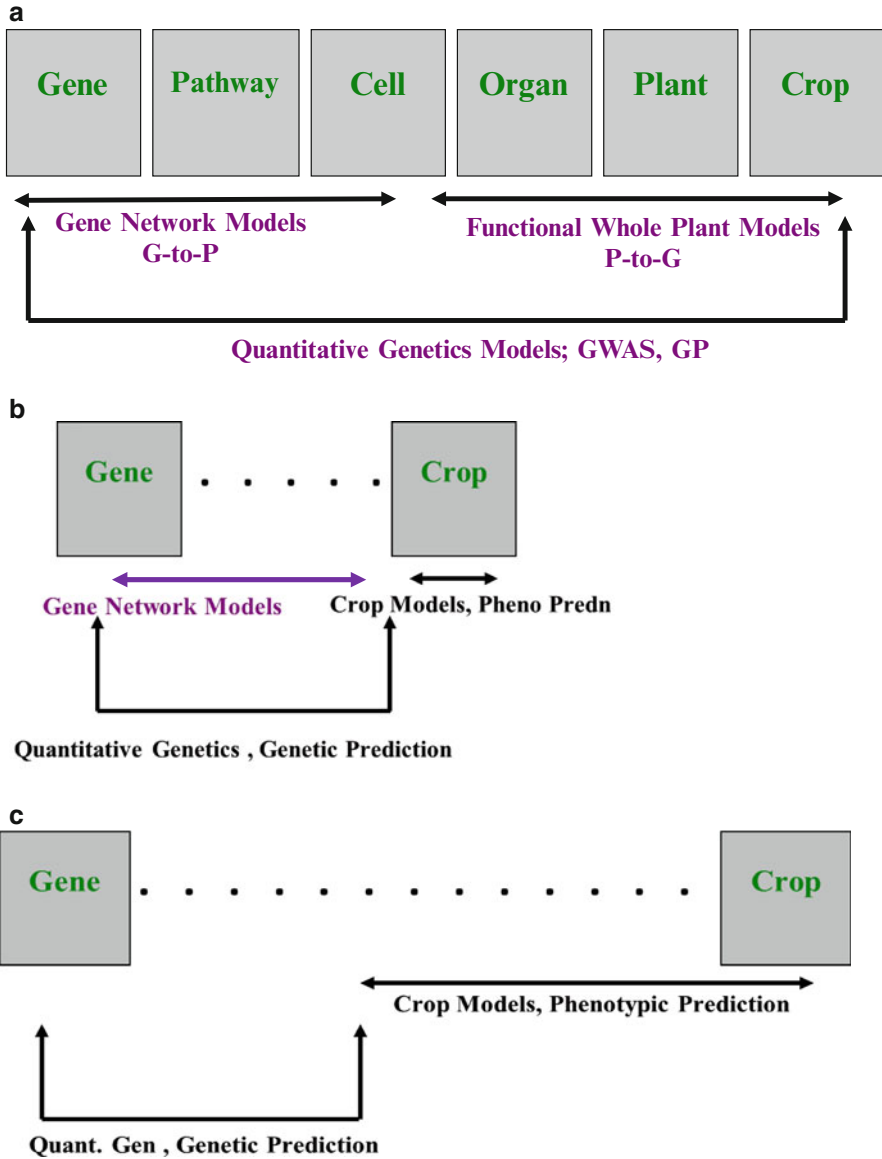 a
Gene Pathway Cell Organ Plant Crop
Gene Network Models
G-to-P
Functional Whole Plant Models
P-to-G
Quantitative Genetics Models; GWAS, GP
b
Gene Crop
Gene Network Models
Crop Models, Pheno Predn
Quantitative Genetics , Genetic Prediction
c
Gene Crop
Crop Models, Phenotypic Prediction
Quant. Gen , Genetic Prediction